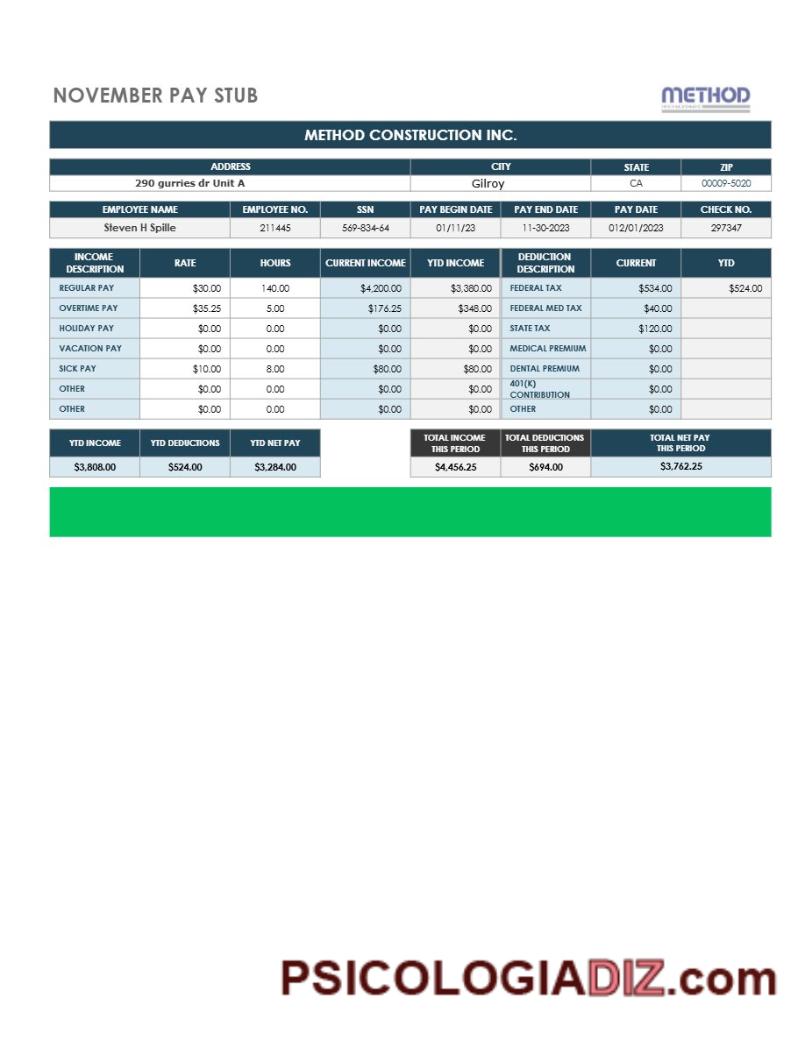 NOVEMBER PAY STUB
METHOD
METHOD CONSTRUCTION INC.
ADDRESS CITY STATE ZIP
290 gurries dr Unit A Gilroy CA 00009-5020
EMPLOYEE NAME EMPLOYEE NO. SSN PAY BEGIN DATE PAY END DATE PAY DATE CHECK NO.
Steven H Spille 211445 569-834-64 01/11/23 11-30-2023 012/01/2023 297347
INCOME DESCRIPTION RATE HOURS CURRENT INCOME YTD INCOME DEDUCTION DESCRIPTION CURRENT YTD
REGULAR PAY $30.00 140.00 $4,200.00 $3,380.00 FEDERAL TAX $534.00 $524.00
OVERTIME PAY $35.25 5.00 $176.25 $348.00 FEDERAL MED TAX $40.00
HOLIDAY PAY $0.00 0.00 $0.00 $0.00 STATE TAX $120.00
VACATION PAY $0.00 0.00 $0.00 $0.00 MEDICAL PREMIUM $0.00
SICK PAY $10.00 8.00 $80.00 $80.00 DENTAL PREMIUM $0.00
OTHER $0.00 0.00 $0.00 $0.00 401(K) CONTRIBUTION $0.00
OTHER $0.00 0.00 $0.00 $0.00 OTHER $0.00
YTD INCOME YTD DEDUCTIONS YTD NET PAY TOTAL INCOME THIS PERIOD TOTAL DEDUCTIONS THIS PERIOD TOTAL NET PAY THIS PERIOD
$3,808.00 $524.00 $3,284.00 $4,456.25 $694.00 $3,762.25
PSICOLOGIADIZ.com